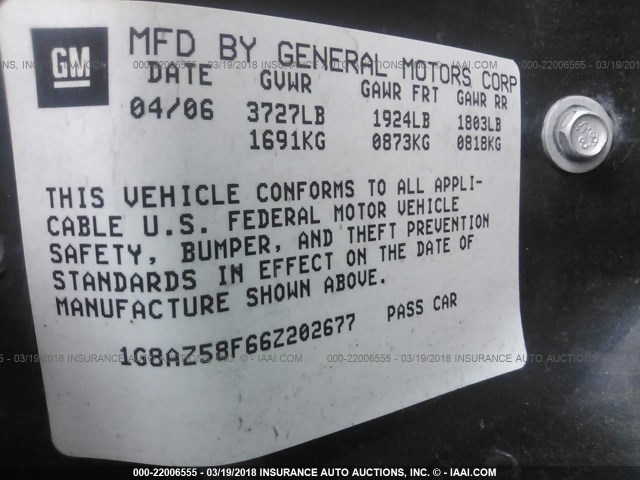 GM
MFD BY GENERAL MOTORS CORP
DATE GVWR GAWR FRT GAWR RR
04/06 3727LB 1924LB 1803LB
1691KG 0873KG 0818KG
THIS VEHICLE CONFORMS TO ALL APPLI-
CABLE U.S. FEDERAL MOTOR VEHICLE
SAFETY, BUMPER, AND THEFT PREVENTION
STANDARDS IN EFFECT ON THE DATE OF
MANUFACTURE SHOWN ABOVE.
1G8AZ58F66Z202677 PASS CAR
000-22006555 - 03/19/2018 INSURANCE AUTO AUCTIONS, INC. © - IAAI.COM